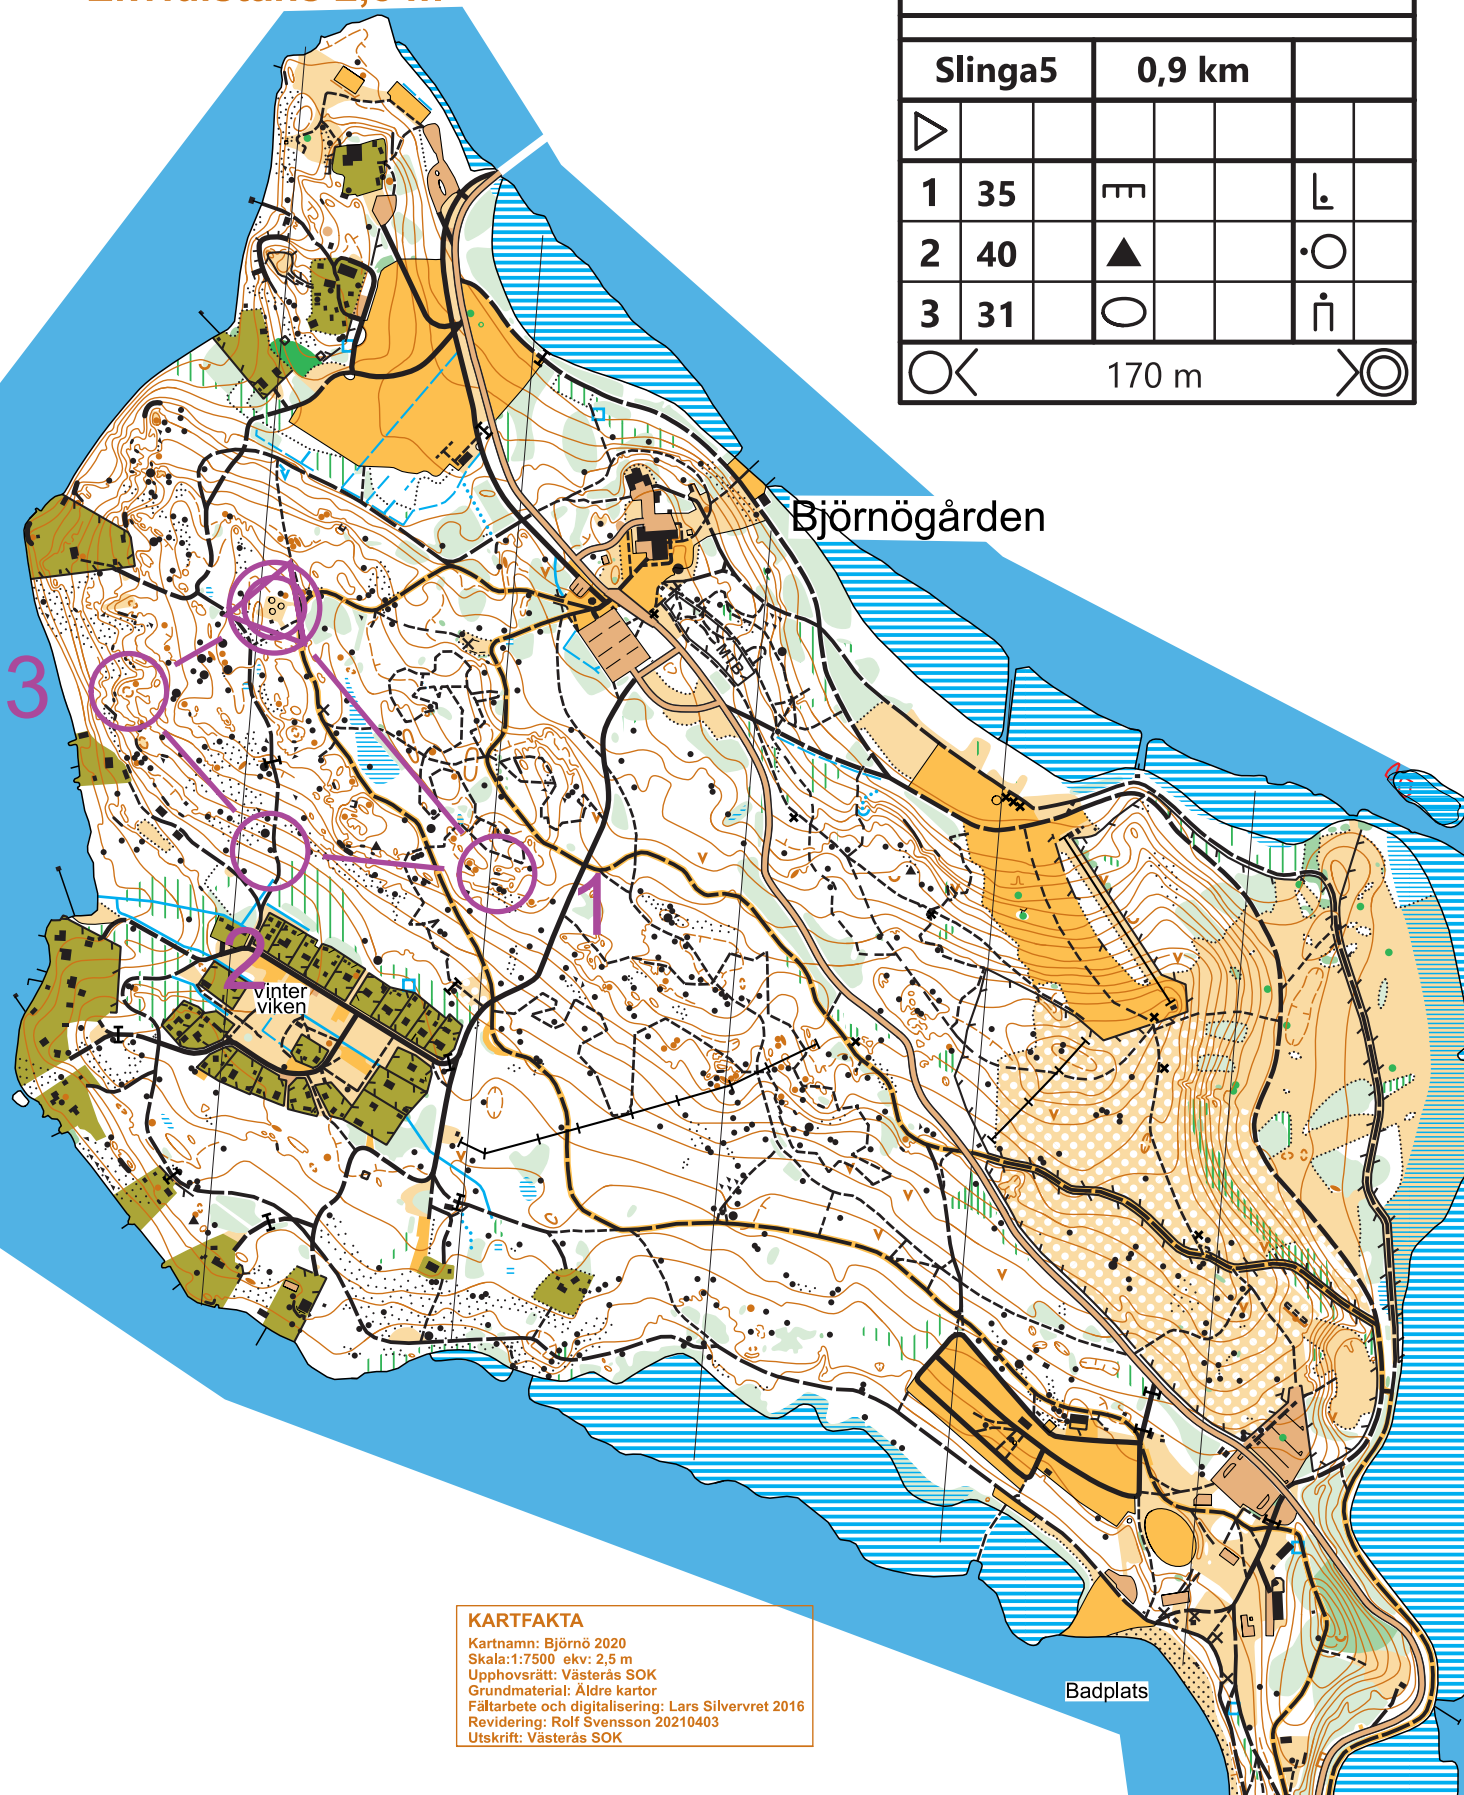 Slinga5 0,9 km
1 35
2 40
3 31
170 m
Björnögården
MTB
3
1
2
Vinter
viken
KARTFAKTA
Kartnamn: Björnö 2020
Skala:1:7500 ekv: 2,5 m
Upphovsrätt: Västerås SOK
Grundmaterial: Äldre kartor
Fältarbete och digitalisering: Lars Silvervret 2016
Revidering: Rolf Svensson 20210403
Utskrift: Västerås SOK
Badplats